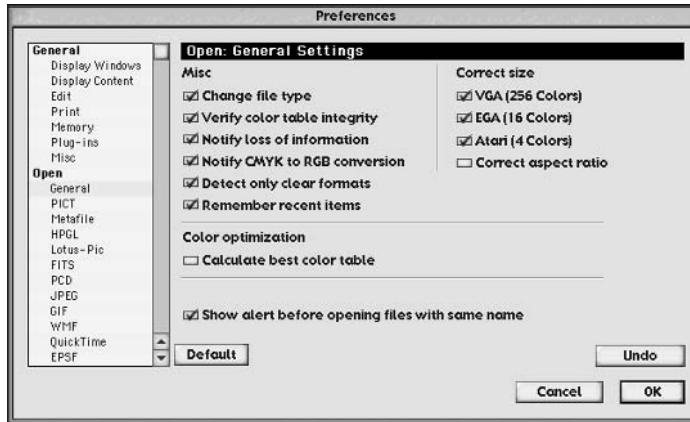 Preferences
General
Display Windows
Display Content
Edit
Print
Memory
Plug-ins
Misc
Open
General
PICT
Metafile
HPGL
Lotus-Pic
FITS
PCD
JPEG
GIF
WMF
QuickTime
EPSF
Open: General Settings
Misc
Change file type
Verify color table integrity
Notify loss of information
Notify CMYK to RGB conversion
Detect only clear formats
Remember recent items
Correct size
VGA (256 Colors)
EGA (16 Colors)
Atari (4 Colors)
Correct aspect ratio
Color optimization
Calculate best color table
Show alert before opening files with same name
Default
Undo
Cancel
OK